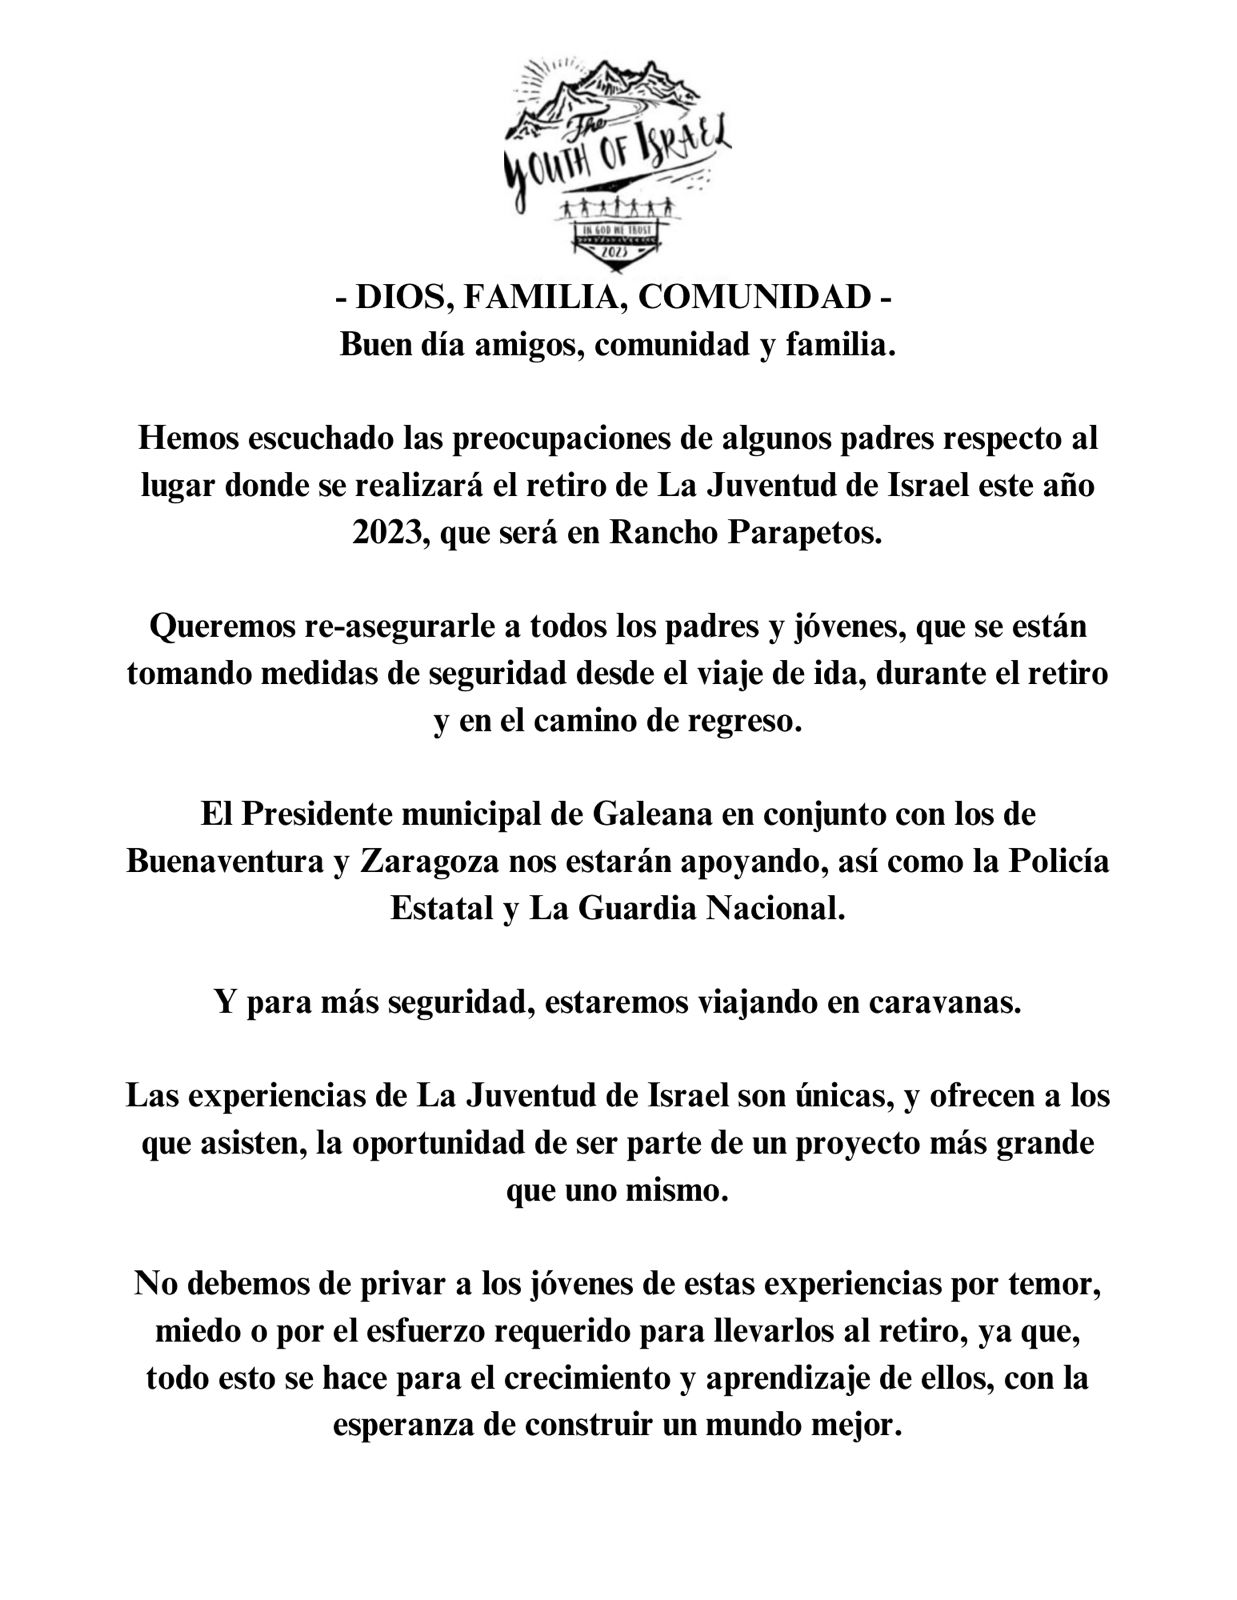 The
YOUTH OF ISRAEL
IN GOD WE TRUST
2023
- DIOS, FAMILIA, COMUNIDAD -
Buen día amigos, comunidad y familia.
Hemos escuchado las preocupaciones de algunos padres respecto al
lugar donde se realizará el retiro de La Juventud de Israel este año
2023, que será en Rancho Parapetos.
Queremos re-asegurarle a todos los padres y jóvenes, que se están
tomando medidas de seguridad desde el viaje de ida, durante el retiro
y en el camino de regreso.
El Presidente municipal de Galeana en conjunto con los de
Buenaventura y Zaragoza nos estarán apoyando, así como la Policía
Estatal y La Guardia Nacional.
Y para más seguridad, estaremos viajando en caravanas.
Las experiencias de La Juventud de Israel son únicas, y ofrecen a los
que asisten, la oportunidad de ser parte de un proyecto más grande
que uno mismo.
No debemos de privar a los jóvenes de estas experiencias por temor,
miedo o por el esfuerzo requerido para llevarlos al retiro, ya que,
todo esto se hace para el crecimiento y aprendizaje de ellos, con la
esperanza de construir un mundo mejor.